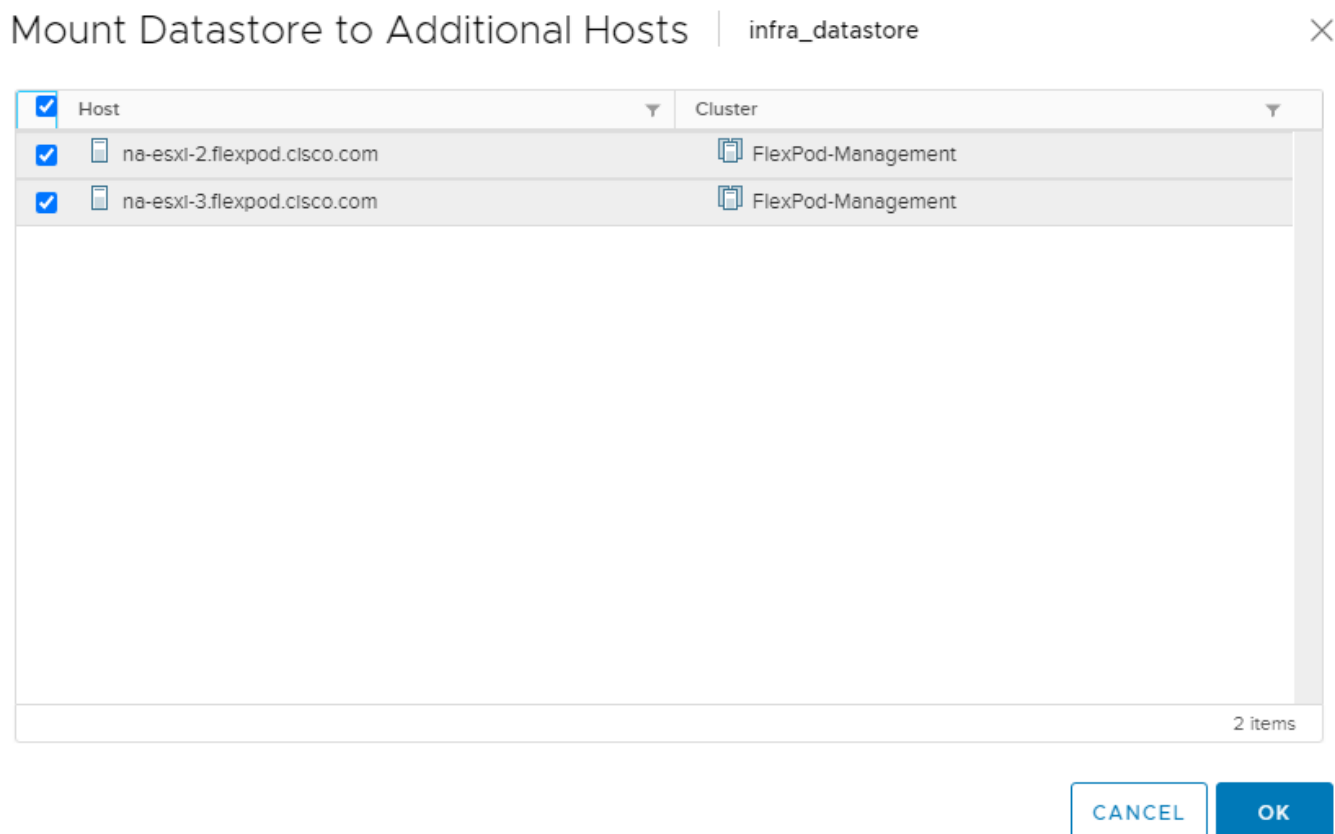 Mount Datastore to Additional Hosts infra_datastore
Host Cluster
na-esxi-2.flexpod.cisco.com FlexPod-Management
na-esxi-3.flexpod.cisco.com FlexPod-Management
2 items
CANCEL OK